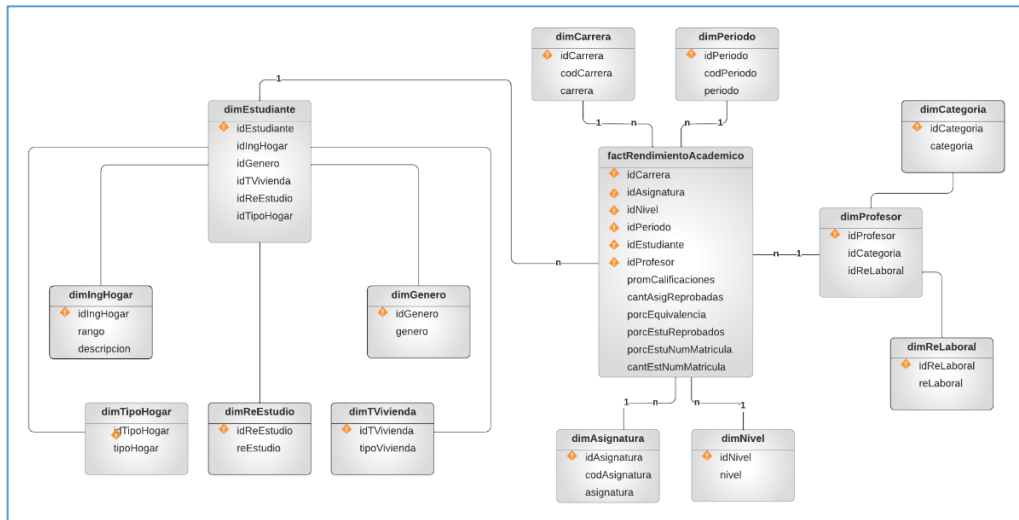 dimCarrera
idCarrera
codCarrera
carrera
dimPeriodo
idPeriodo
codPeriodo
periodo
1
dimEstudiante
idEstudiante
idIngHogar
idGenero
idTVivienda
idReEstudio
idTipoHogar
1
n
n
1
dimCategoria
idCategoria
categoria
factRendimientoAcademico
idCarrera
idAsignatura
idNivel
idPeriodo
idEstudiante
idProfesor
promCalificaciones
cantAsigReprobadas
porcEquivalencia
porcEstuReprobados
porcEstuNumMatricula
cantEstNumMatricula
dimProfesor
idProfesor
idCategoria
idReLaboral
n
n
1
dimIngHogar
idIngHogar
rango
descripcion
dimGenero
idGenero
genero
dimReLaboral
idReLaboral
reLaboral
dimTipoHogar
idTipoHogar
tipoHogar
dimReEstudio
idReEstudio
reEstudio
dimTVivienda
idTVivienda
tipoVivienda
1
n
n
1
dimAsignatura
idAsignatura
codAsignatura
asignatura
dimNivel
idNivel
nivel